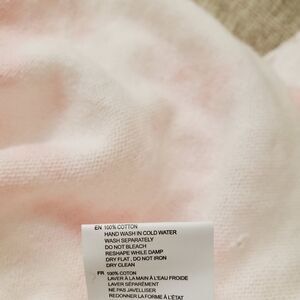 EN 100% COTTON
HAND WASH IN COLD WATER
WASH SEPARATELY
DO NOT BLEACH
RESHAPE WHILE DAMP
DRY FLAT , DO NOT IRON
DRY CLEAN
FR 100% COTON
LAVER À LA MAIN À L'EAU FROIDE
LAVER SÉPARÉMENT
NE PAS JAVELLISER
REDONNER LA FORME À L'ÉTAT